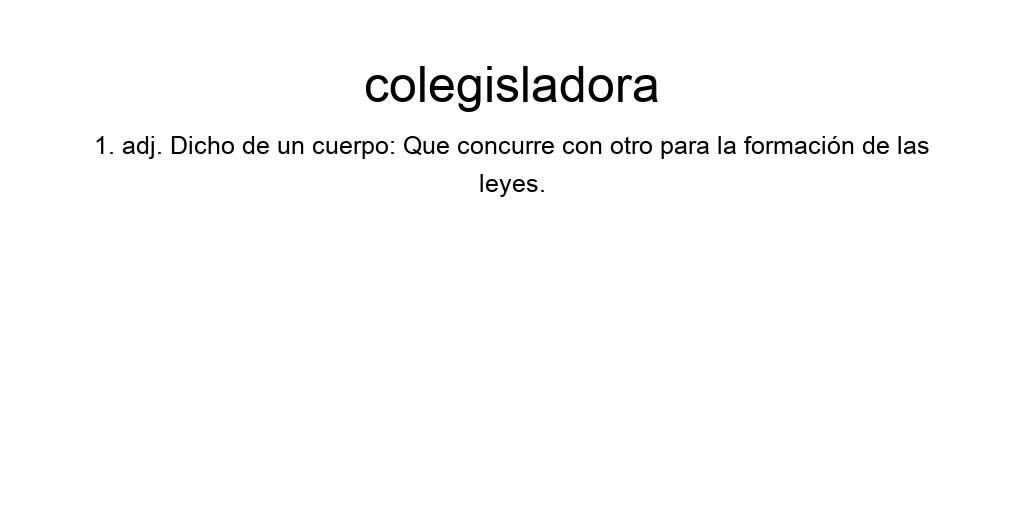 colegisladora
1. adj. Dicho de un cuerpo: Que concurre con otro para la formación de las
leyes.